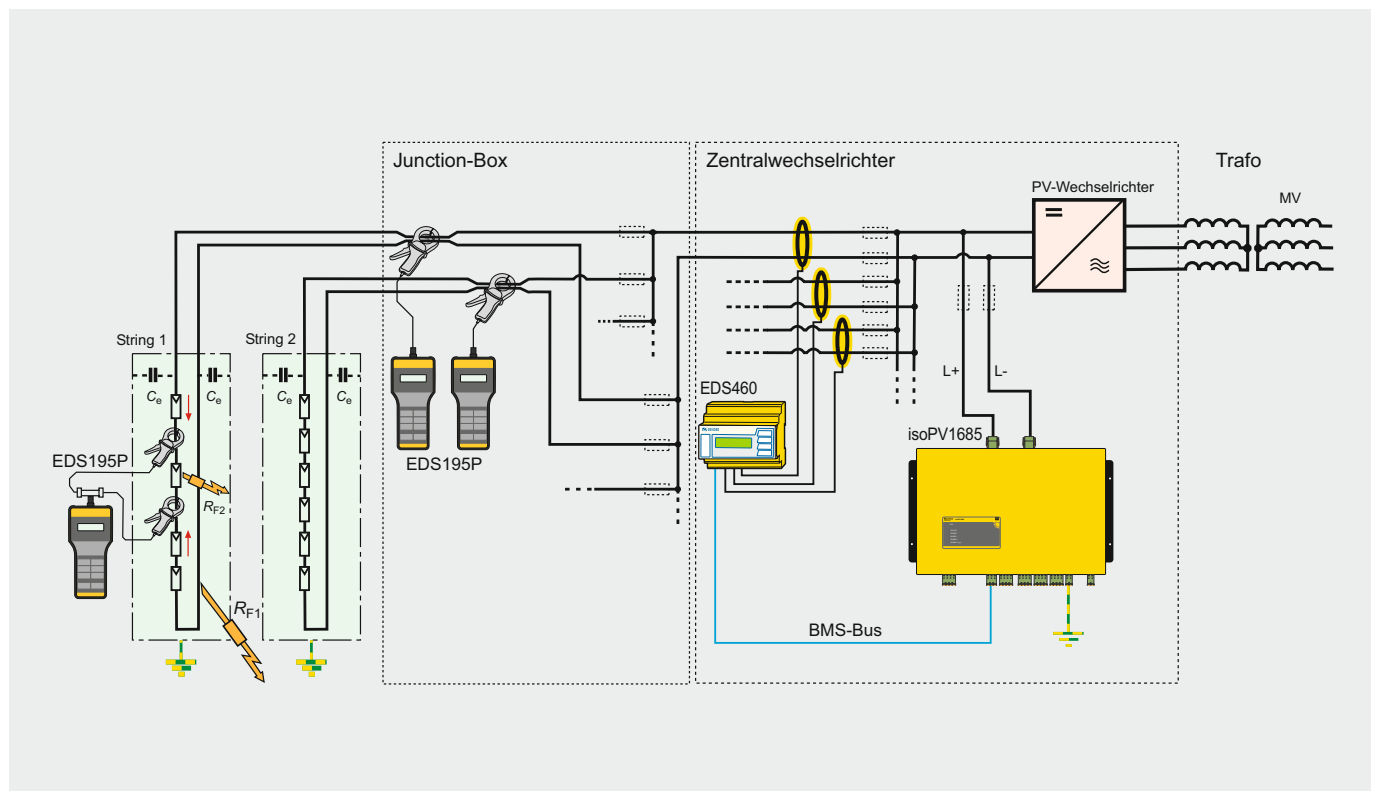 Junction-Box
Zentralwechselrichter
Trafo
PV-Wechselrichter
MV
String 1
String 2
Ce
Ce
Ce
Ce
L+
L-
EDS460
isoPV1685
EDS195P
EDS195P
RF2
RF1
BMS-Bus